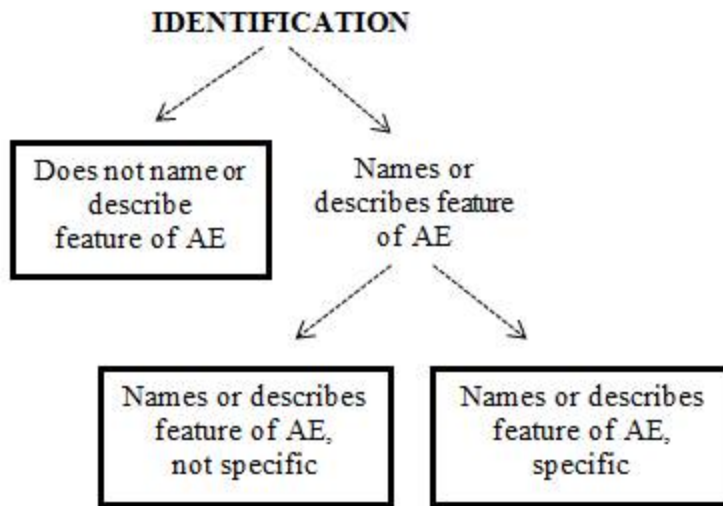 IDENTIFICATION
Does not name or
describe
feature of AE
Names or
describes feature
of AE
Names or describes
feature of AE,
not specific
Names or describes
feature of AE,
specific